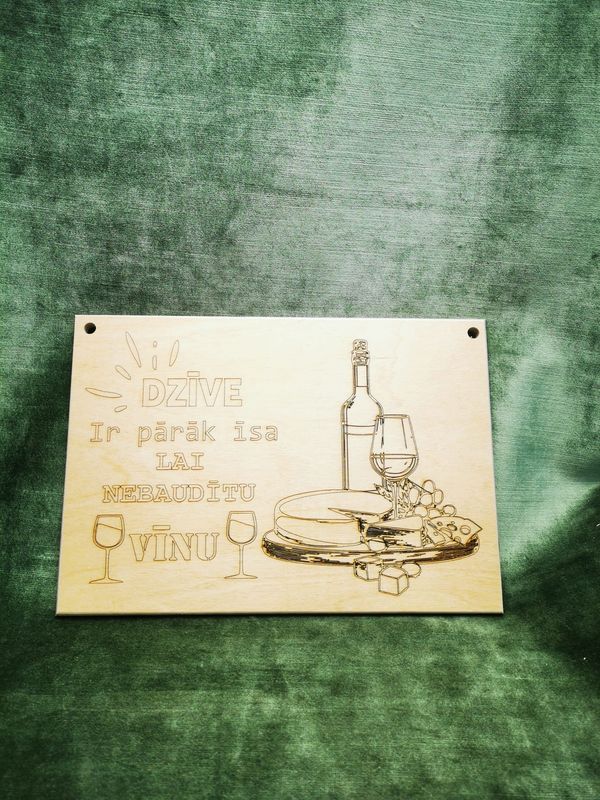 DZĪVE
Ir pārāk īsa
LAI
NEBAUDĪTU
VĪNU